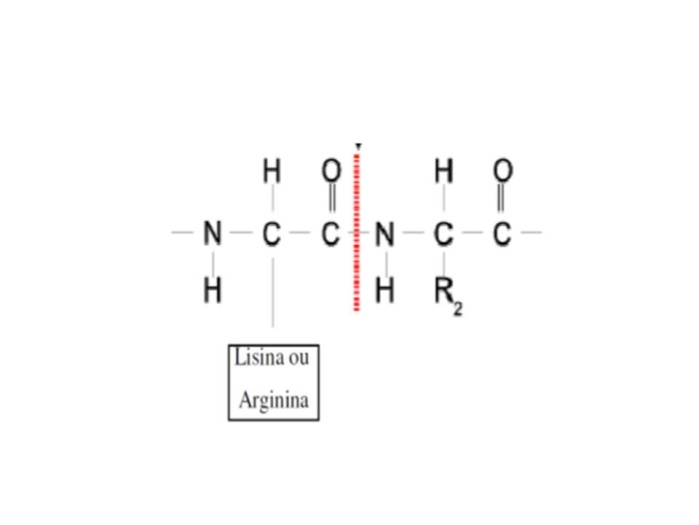 H O H O
N C C N C C
H H R2
Lisina ou
Arginina